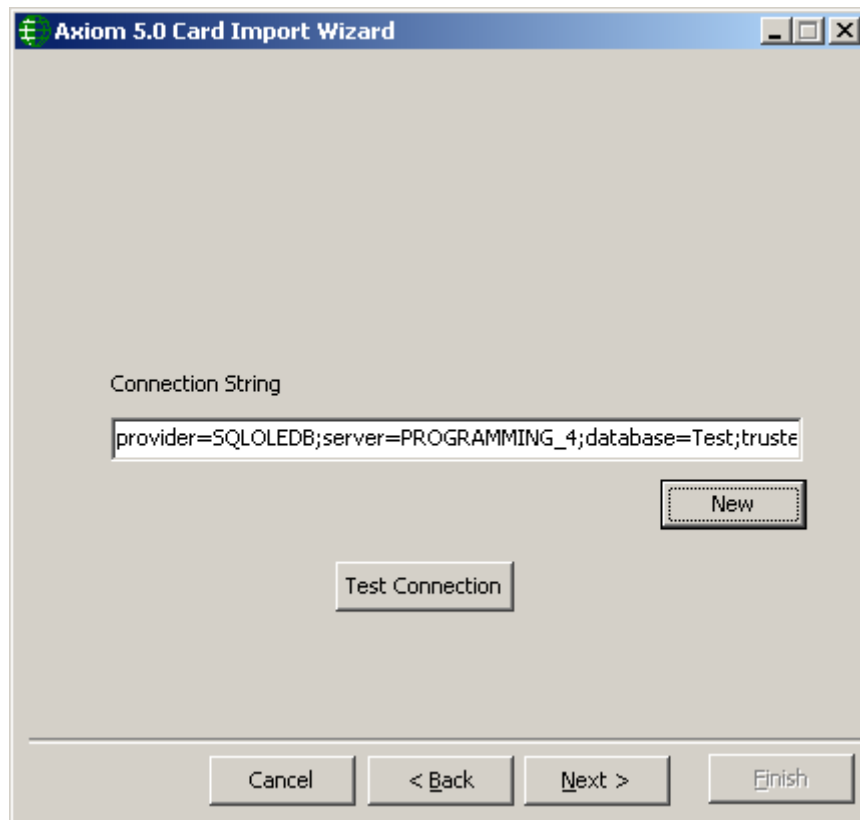 Axiom 5.0 Card Import Wizard
Connection String
provider=SQLOLEDB;server=PROGRAMMING_4;database=Test;truste
New
Test Connection
Cancel
< Back
Next >
Finish